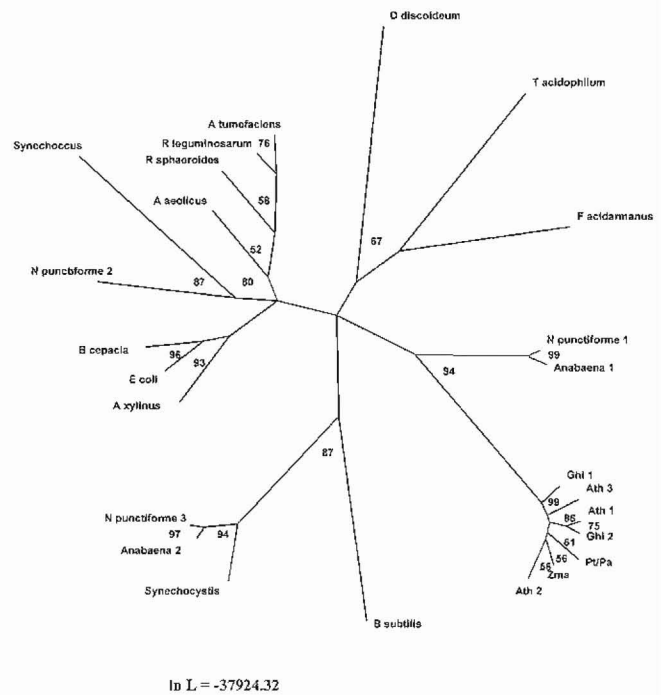 D discoideum
T acidophilum
A tumefaciens
R leguminosarum 76
R sphaeroides
Synechoccus
58
A aeolicus
F acidarmanus
67
52
N punctiforme 2
87 80
N punctiforme 1
99
B cepacia
96
93
Anabaena 1
94
E coli
A xylinus
87
Ghi 1
99
Ath 3
Ath 1
N punctiforme 3
86
75
97
94
Ghi 2
Anabaena 2
61
Pt/Pa
56
56
Zma
Synechocystis
Ath 2
B subtilis
ln L = -37924.32